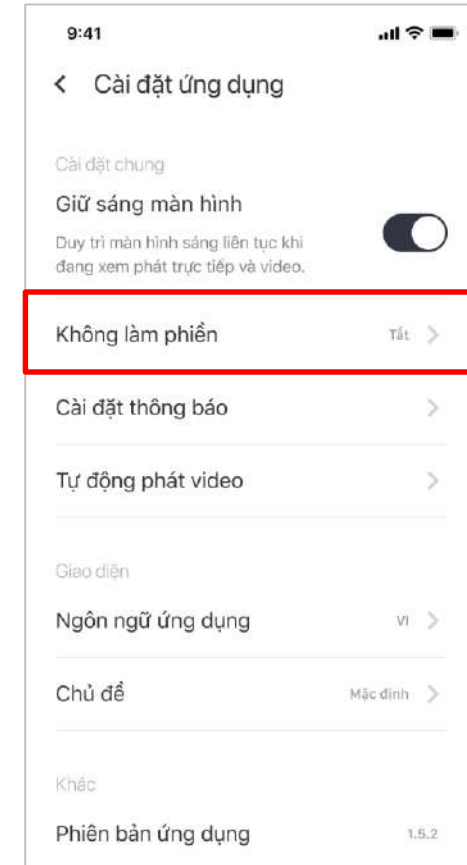 9:41
Cài đặt ứng dụng
Cài đặt chung
Giữ sáng màn hình
Duy trì màn hình sáng liên tục khi
đang xem phát trực tiếp và video.
Không làm phiền
Tắt
Cài đặt thông báo
Tự động phát video
Giao diện
Ngôn ngữ ứng dụng
VI
Chủ đề
Mặc định
Khác
Phiên bản ứng dụng
1.5.2